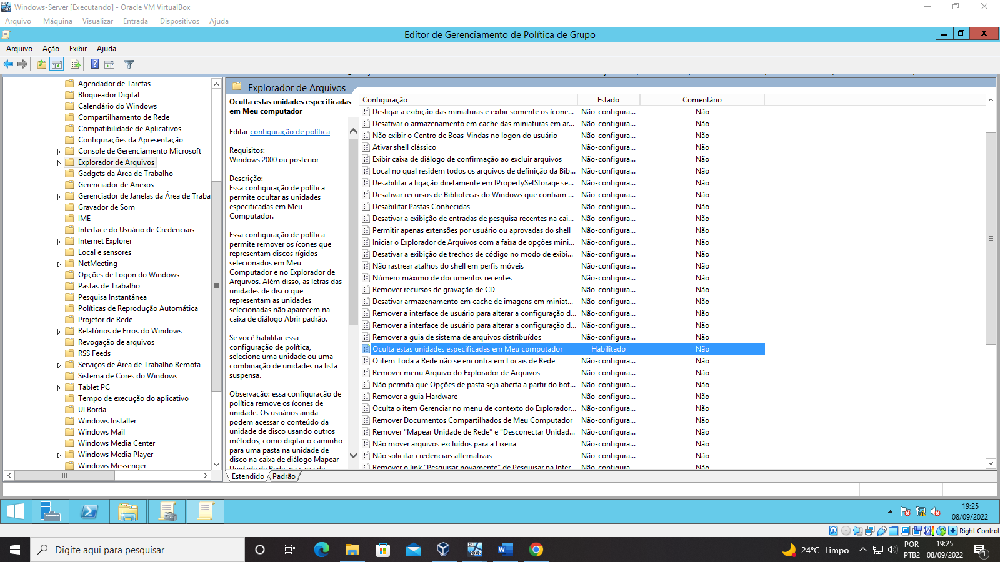 Windows-Server [Executando] - Oracle VM VirtualBox
Arquivo Máquina Visualizar Entrada Dispositivos Ajuda
Editor de Gerenciamento de Política de Grupo
Arquivo Ação Exibir Ajuda
Agendador de Tarefas
Bloqueador Digital
Calendário do Windows
Compartilhamento de Rede
Compatibilidade de Aplicativos
Configurações da Apresentação
Console de Gerenciamento Microsoft
Explorador de Arquivos
Gadgets da Área de Trabalho
Gerenciador de Anexos
Gerenciador de Janelas da Área de Traba
Gravador de Som
IME
Interface do Usuário de Credenciais
Internet Explorer
Local e sensores
NetMeeting
Opções de Logon do Windows
Pastas de Trabalho
Pesquisa Instantânea
Políticas de Reprodução Automática
Projetor de Rede
Relatórios de Erros do Windows
Revogação de arquivos
RSS Feeds
Serviços de Área de Trabalho Remota
Sistema de Cores do Windows
Tablet PC
Tempo de execução do aplicativo
UI Borda
Windows Installer
Windows Mail
Windows Media Center
Windows Media Player
Windows Messenger
Explorador de Arquivos
Oculta estas unidades especificadas
em Meu computador
Editar configuração de política
Requisitos:
Windows 2000 ou posterior
Descrição:
Essa configuração de política
permite ocultar as unidades
especificadas em Meu
Computador.
Essa configuração de política
permite remover os ícones que
representam discos rígidos
selecionados em Meu
Computador e no Explorador de
Arquivos. Além disso, as letras das
unidades de disco que
representam as unidades
selecionadas não aparecem na
caixa de diálogo Abrir padrão.
Se você habilitar essa
configuração de política,
selecione uma unidade ou uma
combinação de unidades na lista
suspensa.
Observação: essa configuração de
política remove os ícones de
unidade. Os usuários ainda
podem acessar o conteúdo da
unidade de disco usando outros
métodos, como digitar o caminho
para uma pasta na unidade de
disco na caixa de diálogo Mapear
Unidade de Rede, na caixa de
Configuração Estado Comentário
Desligar a exibição das miniaturas e exibir somente os ícone... Não-configura... Não
Desativar o armazenamento em cache das miniaturas em ar... Não-configura... Não
Não exibir o Centro de Boas-Vindas no logon do usuário Não-configura... Não
Ativar shell clássico Não-configura... Não
Exibir caixa de diálogo de confirmação ao excluir arquivos Não-configura... Não
Local no qual residem todos os arquivos de definição da Bib... Não-configura... Não
Desabilitar a ligação diretamente em IPropertySetStorage se... Não-configura... Não
Desativar recursos de Bibliotecas do Windows que confiam ... Não-configura... Não
Desabilitar Pastas Conhecidas Não-configura... Não
Desativar a exibição de entradas de pesquisa recentes na cai... Não-configura... Não
Permitir apenas extensões por usuário ou aprovadas do shell Não-configura... Não
Iniciar o Explorador de Arquivos com a faixa de opções mini... Não-configura... Não
Desativar a exibição de trechos de código no modo de exibi... Não-configura... Não
Não rastrear atalhos do shell em perfis móveis Não-configura... Não
Número máximo de documentos recentes Não-configura... Não
Remover recursos de gravação de CD Não-configura... Não
Desativar armazenamento em cache de imagens em miniat... Não-configura... Não
Remover a interface de usuário para alterar a configuração d... Não-configura... Não
Remover a interface de usuário para alterar a configuração d... Não-configura... Não
Remover a guia de sistema de arquivos distribuídos Não-configura... Não
Oculta estas unidades especificadas em Meu computador Habilitado Não
O item Toda a Rede não se encontra em Locais de Rede Não-configura... Não
Remover menu Arquivo do Explorador de Arquivos Não-configura... Não
Não permita que Opções de pasta seja aberta a partir do bot... Não-configura... Não
Remover a guia Hardware Não-configura... Não
Oculta o item Gerenciar no menu de contexto do Explorador... Não-configura... Não
Remover Documentos Compartilhados de Meu Computador Não-configura... Não
Remover "Mapear Unidade de Rede" e "Desconectar Unidad... Não-configura... Não
Não mover arquivos excluídos para a Lixeira Não-configura... Não
Não solicitar credenciais alternativas Não-configura... Não
Remover o link "Pesquisar novamente" de Pesquisar na Inter Não-configura... Não
Estendido Padrão
19:25
08/09/2022
Right Control
Digite aqui para pesquisar
2012
24°C Limpo
POR
PTB2
19:25
08/09/2022
1